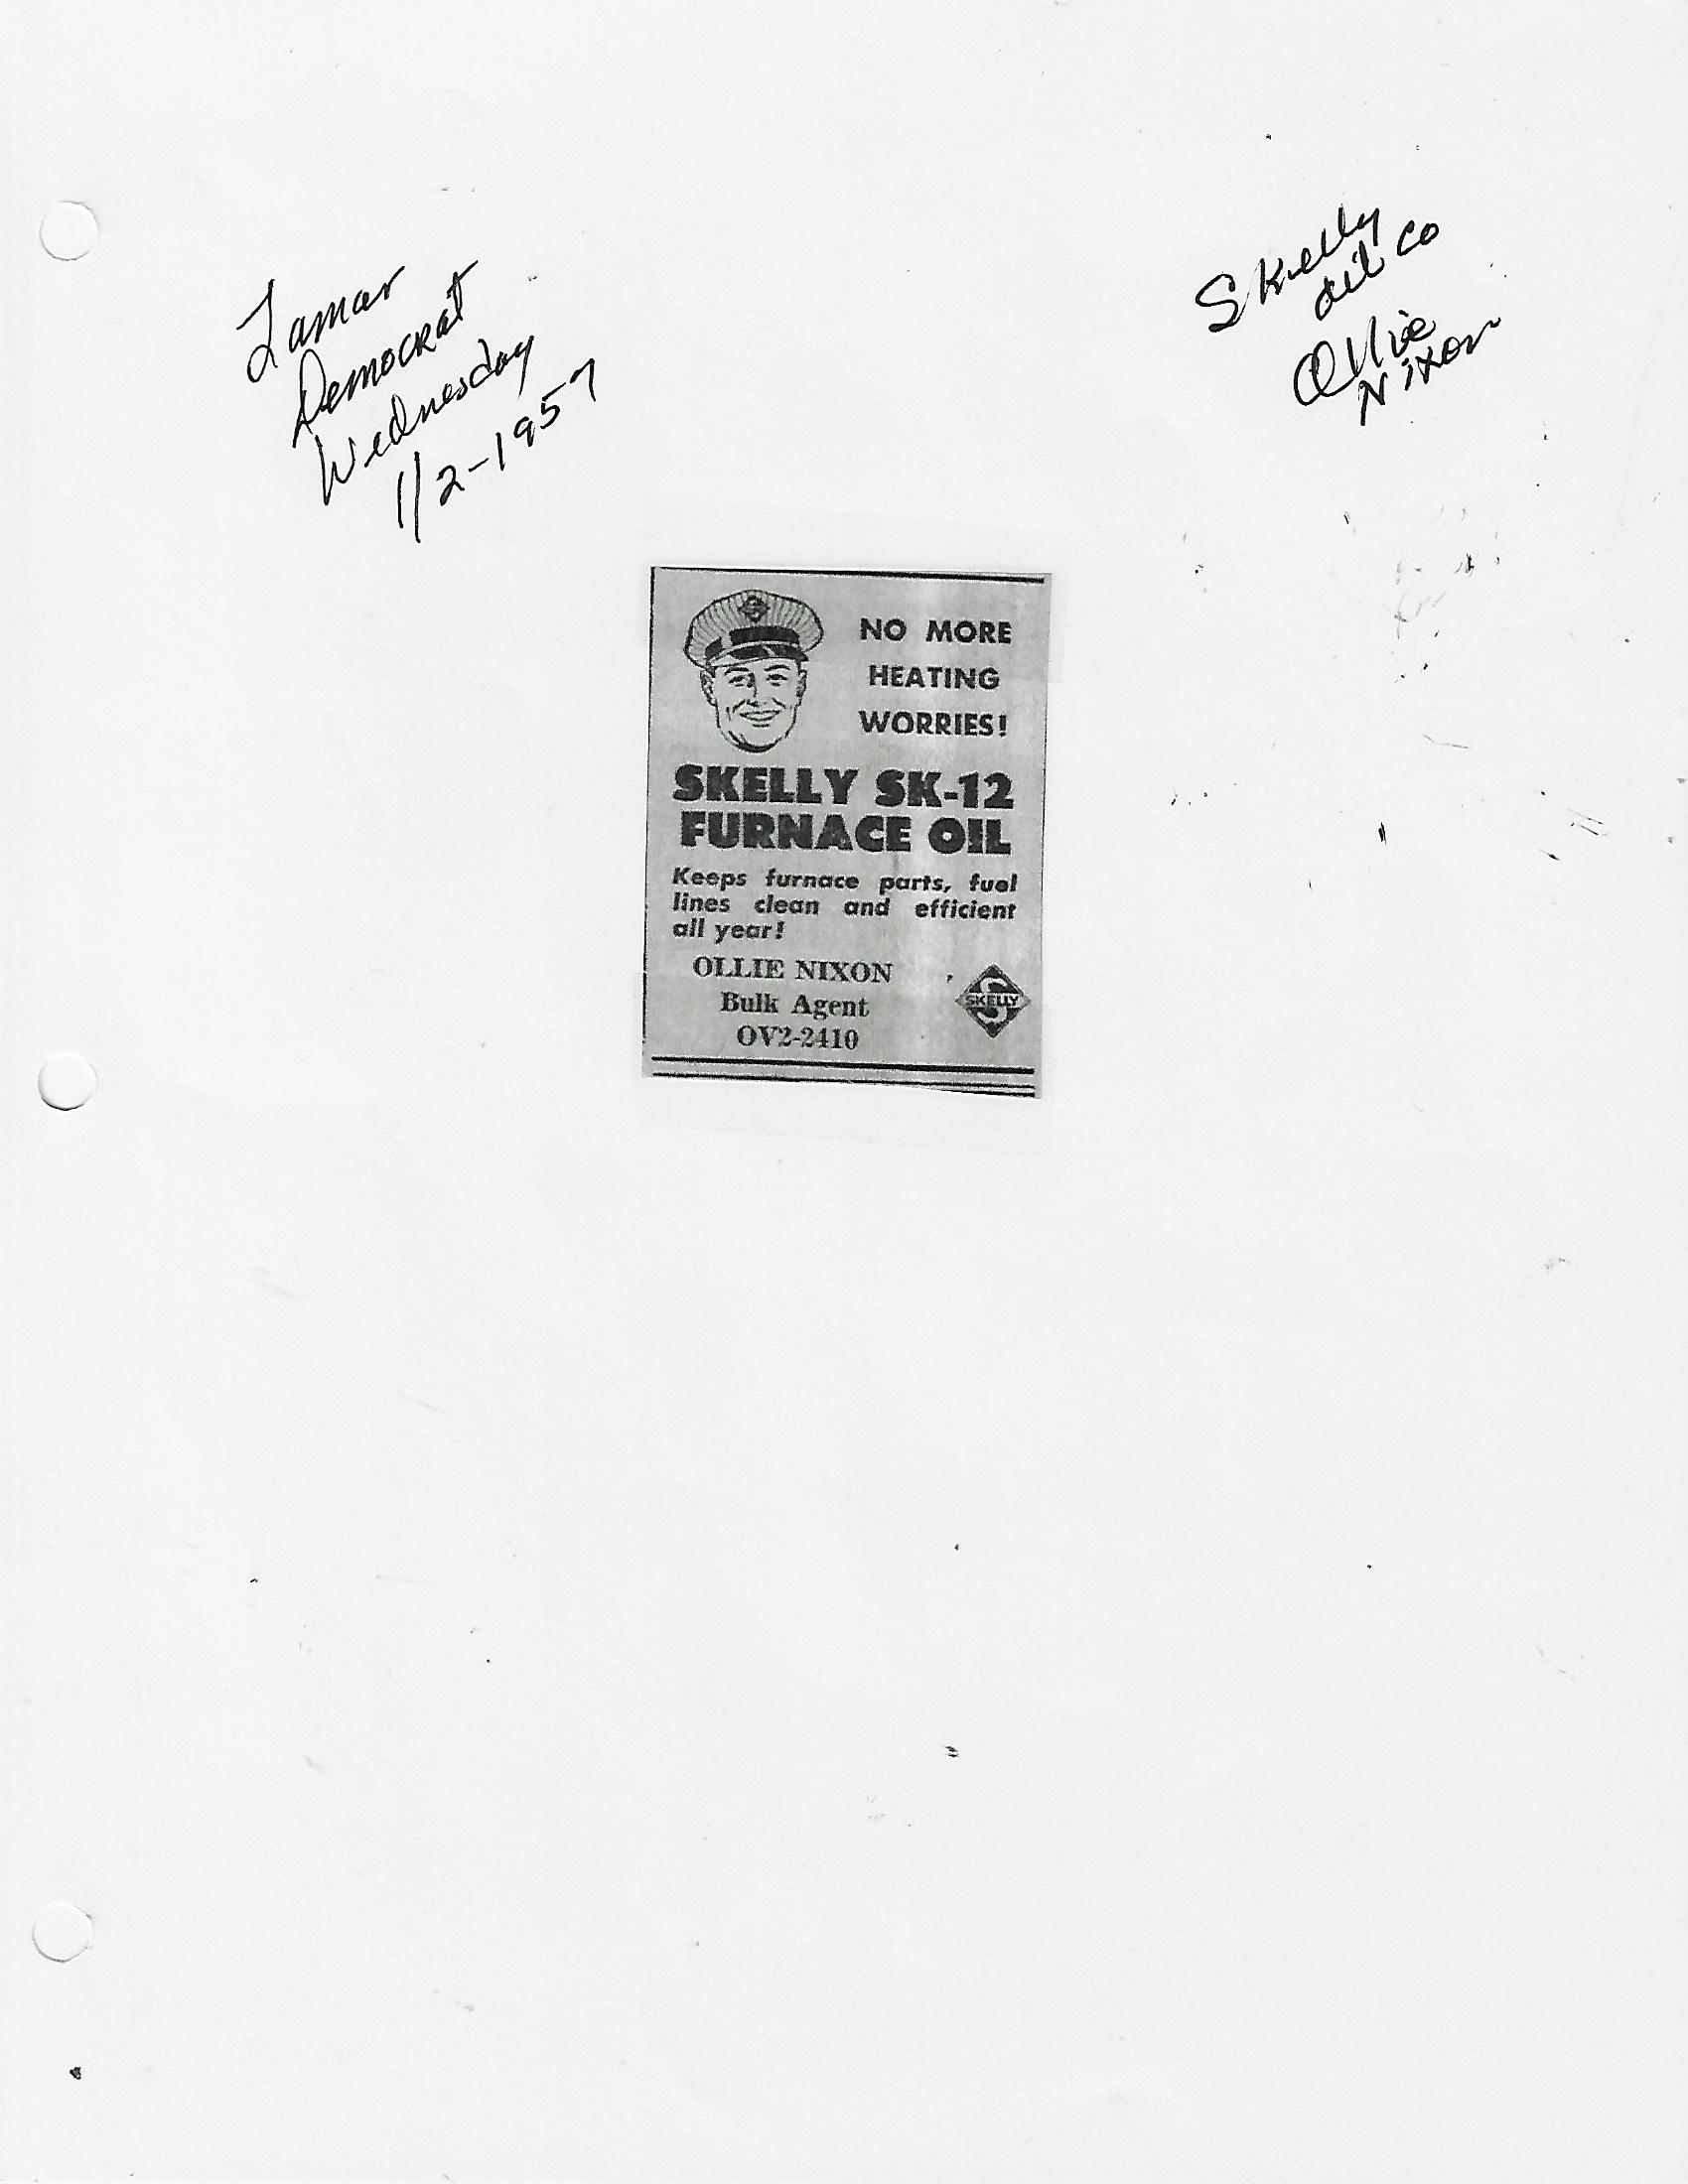 Lamar
Democrat
Wednesday
1/2-1957
Skelly
Oil Co
Ollie
Nixon
NO MORE
HEATING
WORRIES!
SKELLY SK-12
FURNACE OIL
Keeps furnace parts, fuel
lines clean and efficient
all year!
OLLIE NIXON
Bulk Agent
OV2-2410
SKELLY